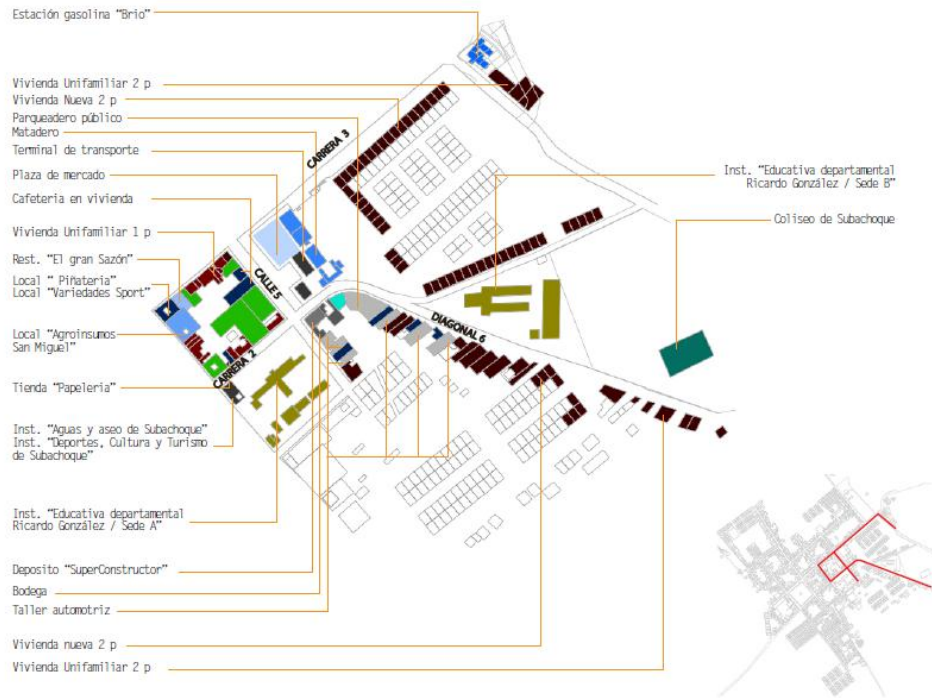 Estación gasolina "Brio"
Vivienda Unifamiliar 2 p
Vivienda Nueva 2 p
Parqueadero público
Matadero
Terminal de transporte
Plaza de mercado
Cafeteria en vivienda
Vivienda Unifamiliar 1 p
Rest. "El gran Sazón"
Local " Piñateria"
Local "Variedades Sport"
Local "Agroinsumos
San Miguel"
Tienda "Papeleria"
Inst. "Aguas y aseo de Subachoque"
Inst. "Deportes, Cultura y Turismo
de Subachoque"
Inst. "Educativa departamental
Ricardo González / Sede A"
Deposito "SuperConstructor"
Bodega
Taller automotriz
Vivienda nueva 2 p
Vivienda Unifamiliar 2 p
CARRERA 3
CALLE 5
CARRERA 2
DIAGONAL 6
Inst. "Educativa departamental
Ricardo González / Sede B"
Coliseo de Subachoque